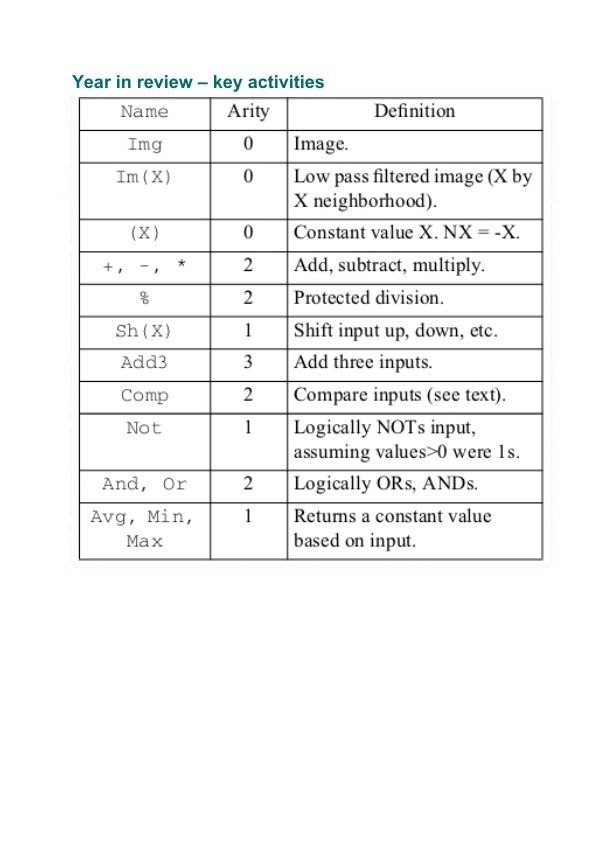 Year in review – key activities
Name Arity Definition
Img 0 Image.
Im(X) 0 Low pass filtered image (X by
X neighborhood).
(X) 0 Constant value X. NX = -X.
+, -, * 2 Add, subtract, multiply.
% 2 Protected division.
Sh(X) 1 Shift input up, down, etc.
Add3 3 Add three inputs.
Comp 2 Compare inputs (see text).
Not 1 Logically NOTs input,
assuming values>0 were 1s.
And, Or 2 Logically ORs, ANDs.
Avg, Min, 1 Returns a constant value
Max based on input.